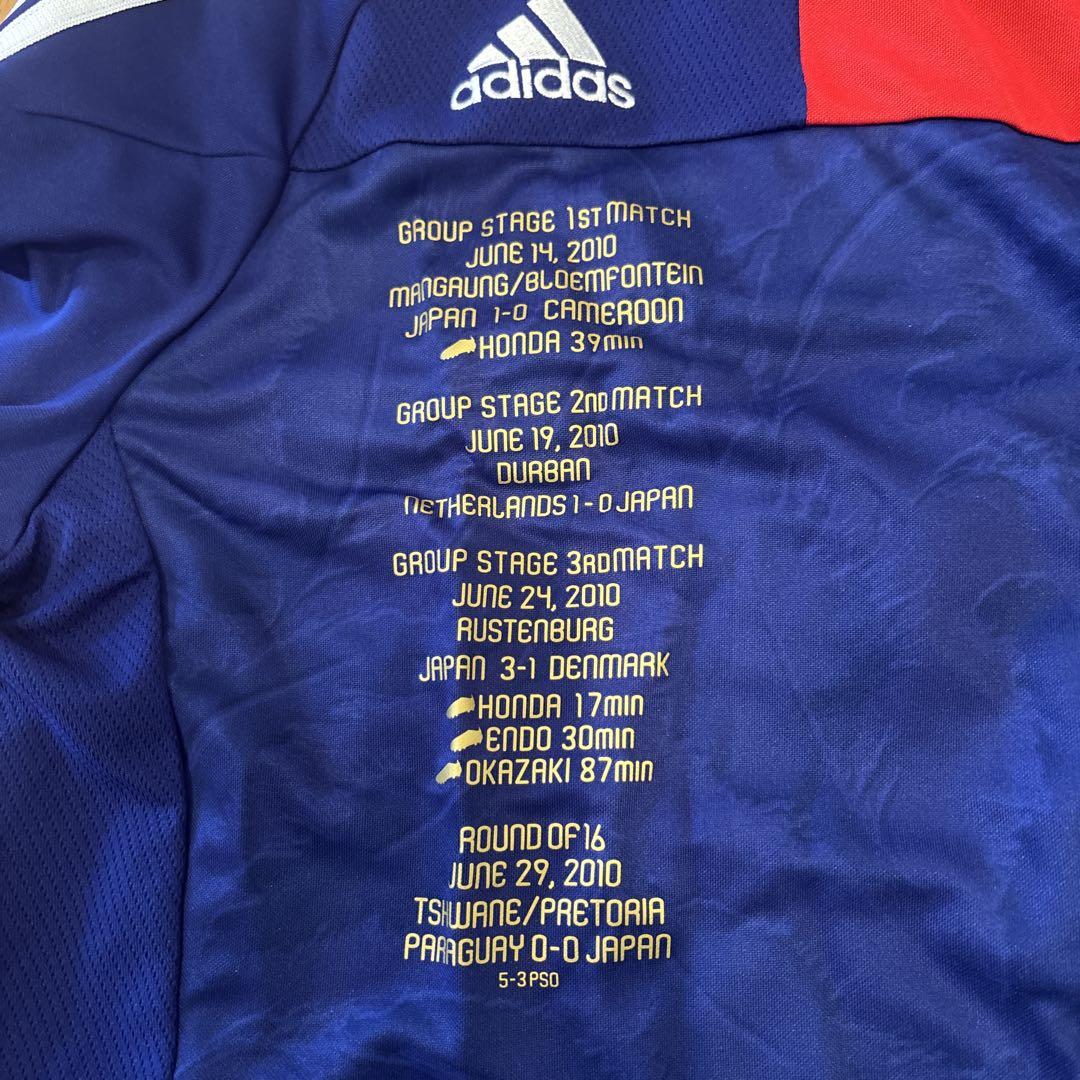 adidas
GROUP STAGE 1ST MATCH
JUNE 14, 2010
MANGAUNG/BLOEMFONTEIN
JAPAN 1-0 CAMEROON
HONDA 39min
GROUP STAGE 2ND MATCH
JUNE 19, 2010
DURBAN
NETHERLANDS 1-0 JAPAN
GROUP STAGE 3RD MATCH
JUNE 24, 2010
RUSTENBURG
JAPAN 3-1 DENMARK
HONDA 17min
ENDO 30min
OKAZAKI 87min
ROUND OF 16
JUNE 29, 2010
TSHWANE/PRETORIA
PARAGUAY 0-0 JAPAN
5-3 PSO